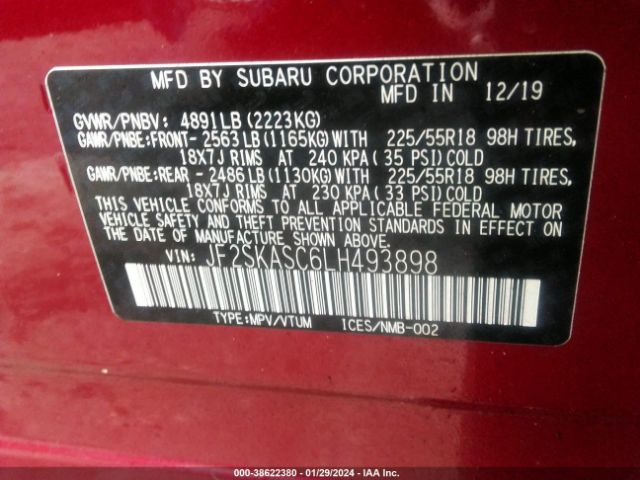 MFD BY SUBARU CORPORATION
MFD IN 12/19
GVWR/PNBV: 4891LB (2223KG)
GAWR/PNBE:FRONT- 2563 LB (1165KG) WITH 225/55R18 98H TIRES,
18X7J RIMS AT 240 KPA ( 35 PSI) COLD
GAWR/PNBE:REAR - 2486 LB (1130KG) WITH 225/55R18 98H TIRES,
18X7J RIMS AT 230 KPA ( 33 PSI) COLD
THIS VEHICLE CONFORMS TO ALL APPLICABLE FEDERAL MOTOR
VEHICLE SAFETY AND THEFT PREVENTION STANDARDS IN EFFECT ON
THE DATE OF MANUFACTURE SHOWN ABOVE.
VIN: JF2SKASC6LH493898
TYPE:MPV/VTUM ICES/NMB-002
000-38622380 - 01/29/2024 - IAA Inc.